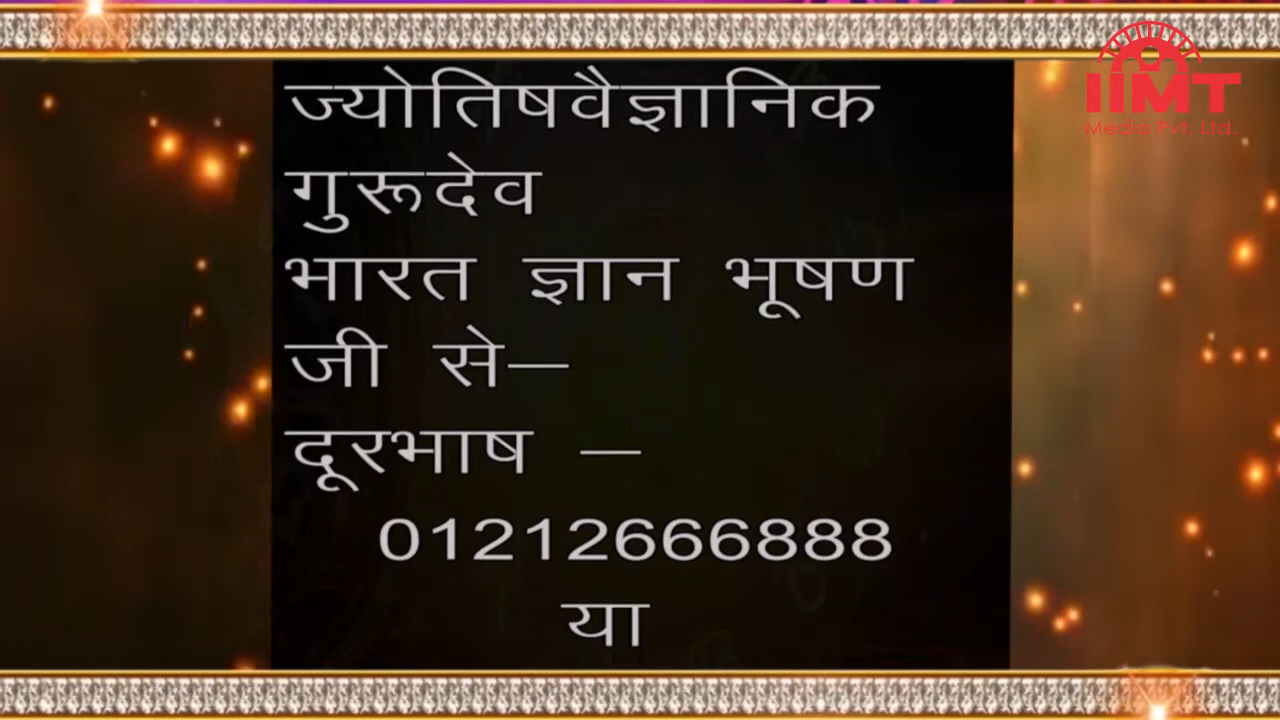 IIMT
Media Pvt. Ltd.
ज्योतिषवैज्ञानिक
गुरूदेव
भारत ज्ञान भूषण
जी से–
दूरभाष –
01212666888
या